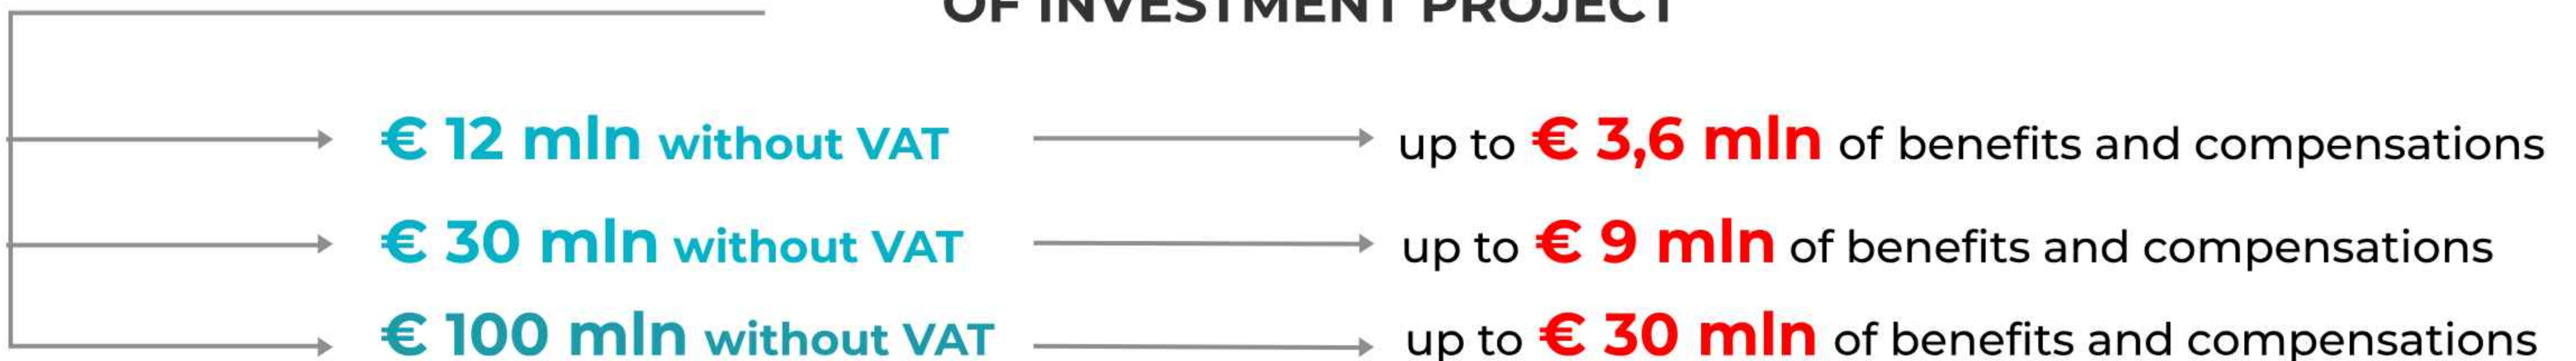 OF INVESTMENT PROJECT
€ 12 mln without VAT up to € 3,6 mln of benefits and compensations
€ 30 mln without VAT up to € 9 mln of benefits and compensations
€ 100 mln without VAT up to € 30 mln of benefits and compensations